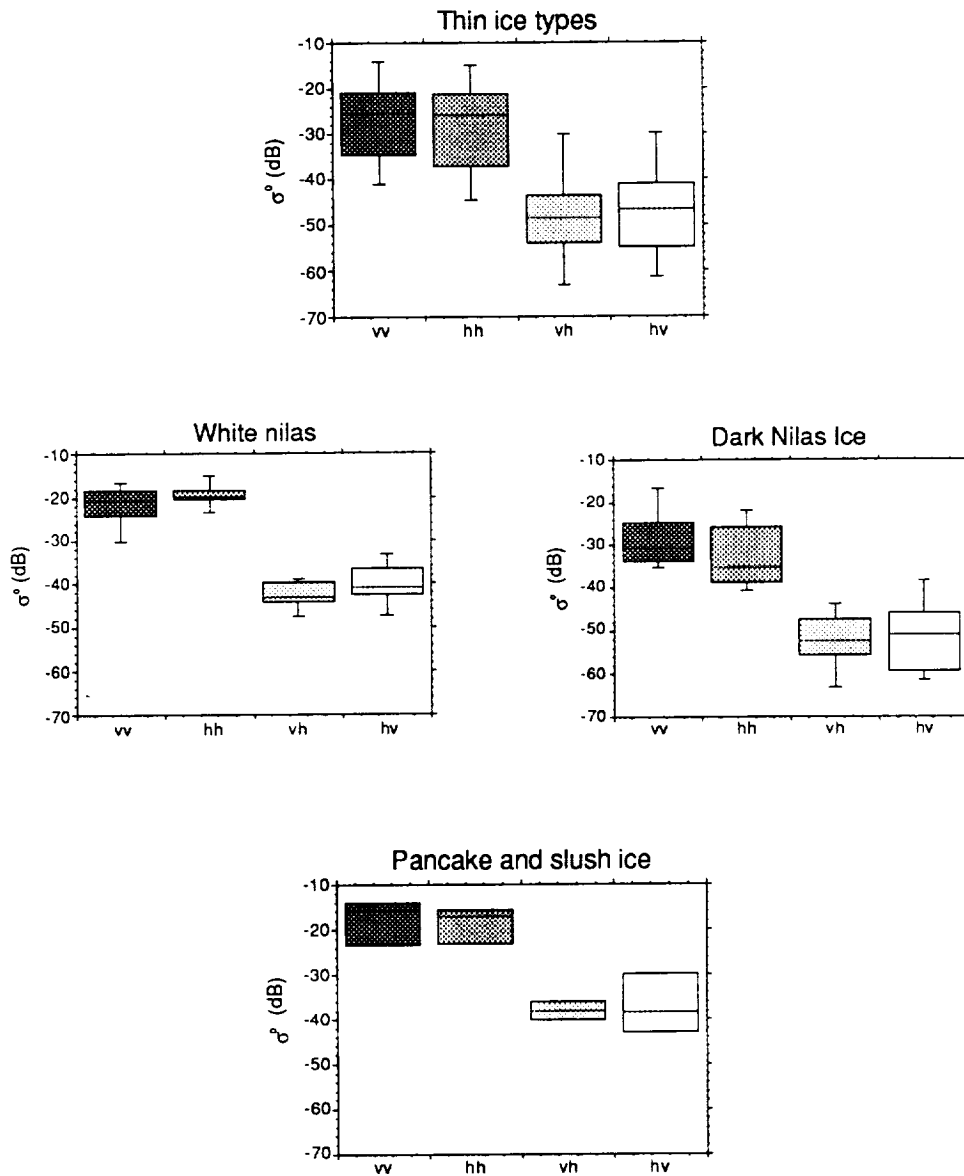 Thin ice types
-10
-20
-30
-40
-50
-60
-70
σ° (dB)
vv hh vh hv
White nilas
-10
-20
-30
-40
-50
-60
-70
σ° (dB)
vv hh vh hv
Dark Nilas Ice
-10
-20
-30
-40
-50
-60
-70
σ° (dB)
vv hh vh hv
Pancake and slush ice
-10
-20
-30
-40
-50
-60
-70
σ° (dB)
vv hh vh hv